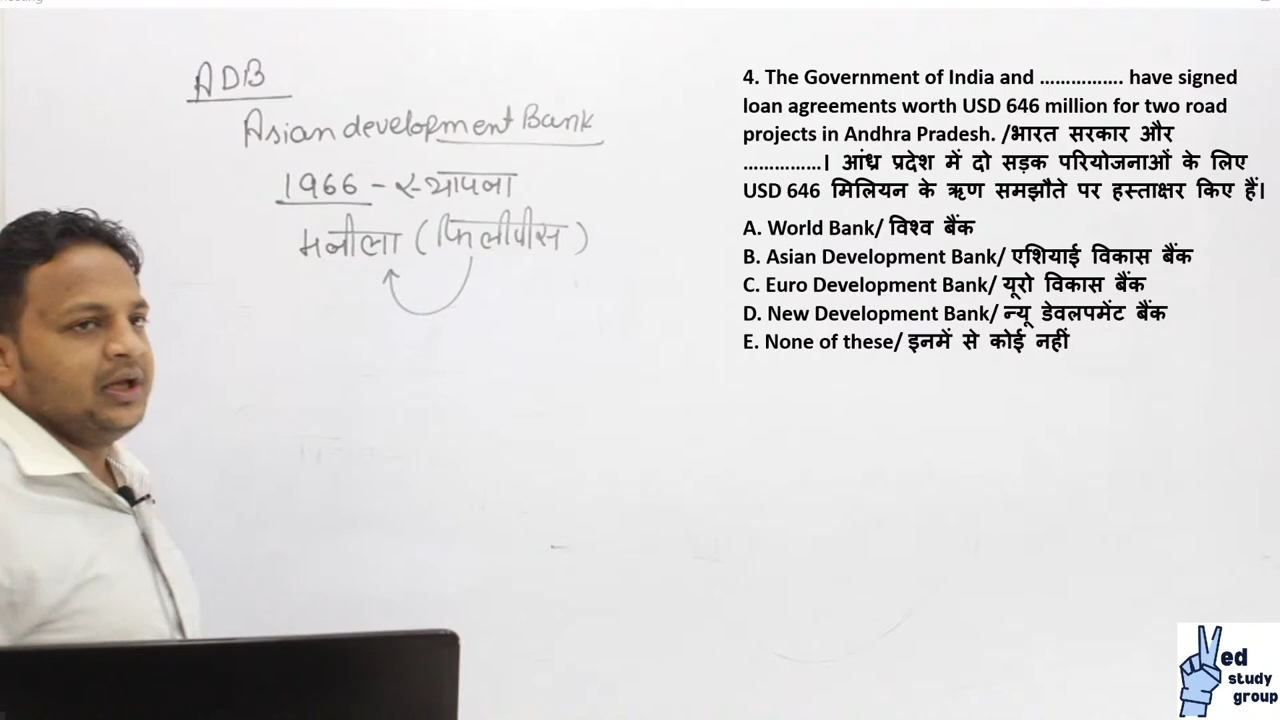 ADB
Asian development Bank
1966 - स्थापना
मनीला (फिलीपीस)
4. The Government of India and ……………. have signed
loan agreements worth USD 646 million for two road
projects in Andhra Pradesh. /भारत सरकार और
……………। आंध्र प्रदेश में दो सड़क परियोजनाओं के लिए
USD 646 मिलियन के ऋण समझौते पर हस्ताक्षर किए हैं।
A. World Bank/ विश्व बैंक
B. Asian Development Bank/ एशियाई विकास बैंक
C. Euro Development Bank/ यूरो विकास बैंक
D. New Development Bank/ न्यू डेवलपमेंट बैंक
E. None of these/ इनमें से कोई नहीं
Ved
study
group